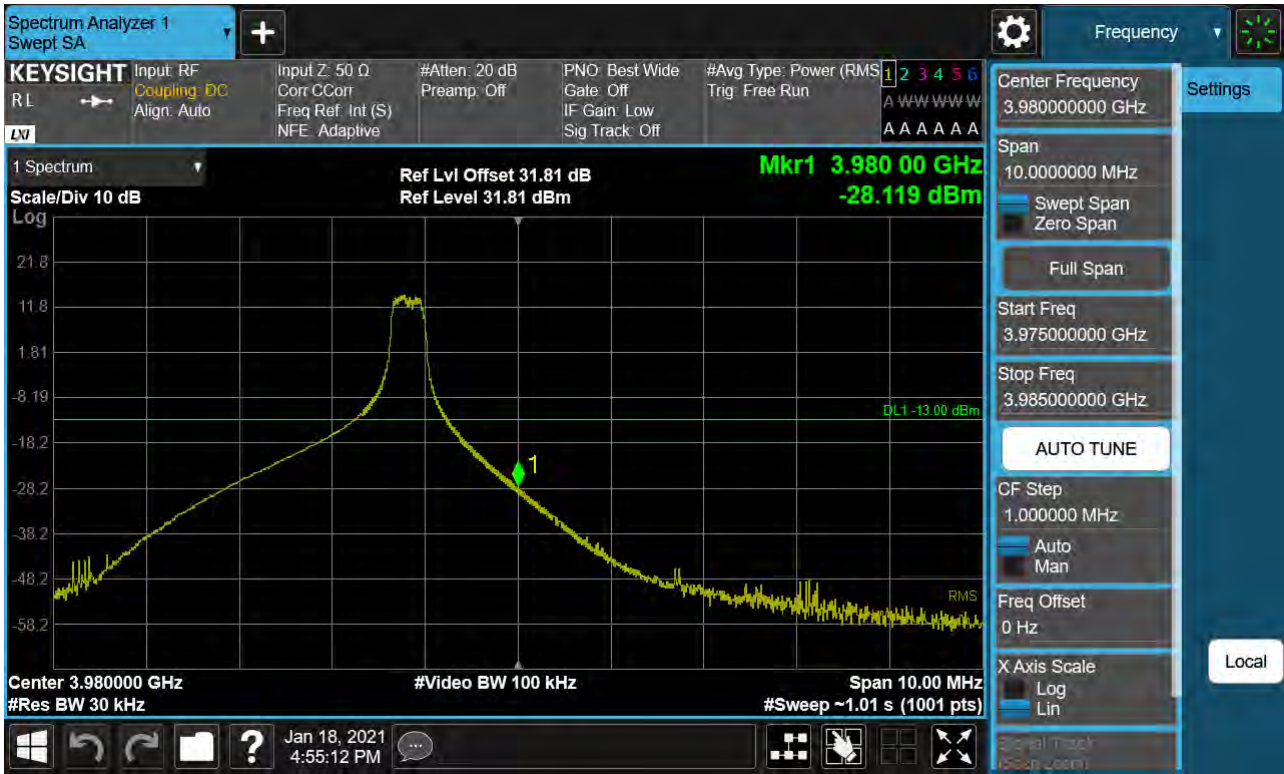 Spectrum Analyzer 1
Swept SA
Frequency
KEYSIGHT
RL
LXI
Input: RF
Coupling: DC
Align: Auto
Input Z: 50 Ω
Corr CCorr
Freq Ref: Int (S)
NFE: Adaptive
#Atten: 20 dB
Preamp: Off
PNO: Best Wide
Gate: Off
IF Gain: Low
Sig Track: Off
#Avg Type: Power (RMS
Trig: Free Run
1 2 3 4 5 6
A W W W W W
A A A A A A
1 Spectrum
Scale/Div 10 dB
Log
Ref Lvl Offset 31.81 dB
Ref Level 31.81 dBm
Mkr1 3.980 00 GHz
-28.119 dBm
21.8
11.8
1.81
-8.19
-18.2
-28.2
-38.2
-48.2
-58.2
DL1 -13.00 dBm
1
RMS
Center 3.980000 GHz
#Video BW 100 kHz
Span 10.00 MHz
#Res BW 30 kHz
#Sweep ~1.01 s (1001 pts)
Center Frequency
3.980000000 GHz
Settings
Span
10.0000000 MHz
Swept Span
Zero Span
Full Span
Start Freq
3.975000000 GHz
Stop Freq
3.985000000 GHz
AUTO TUNE
CF Step
1.000000 MHz
Auto
Man
Freq Offset
0 Hz
X Axis Scale
Log
Lin
Local
Signal Track
(Span Zoom)
?
Jan 18, 2021
4:55:12 PM